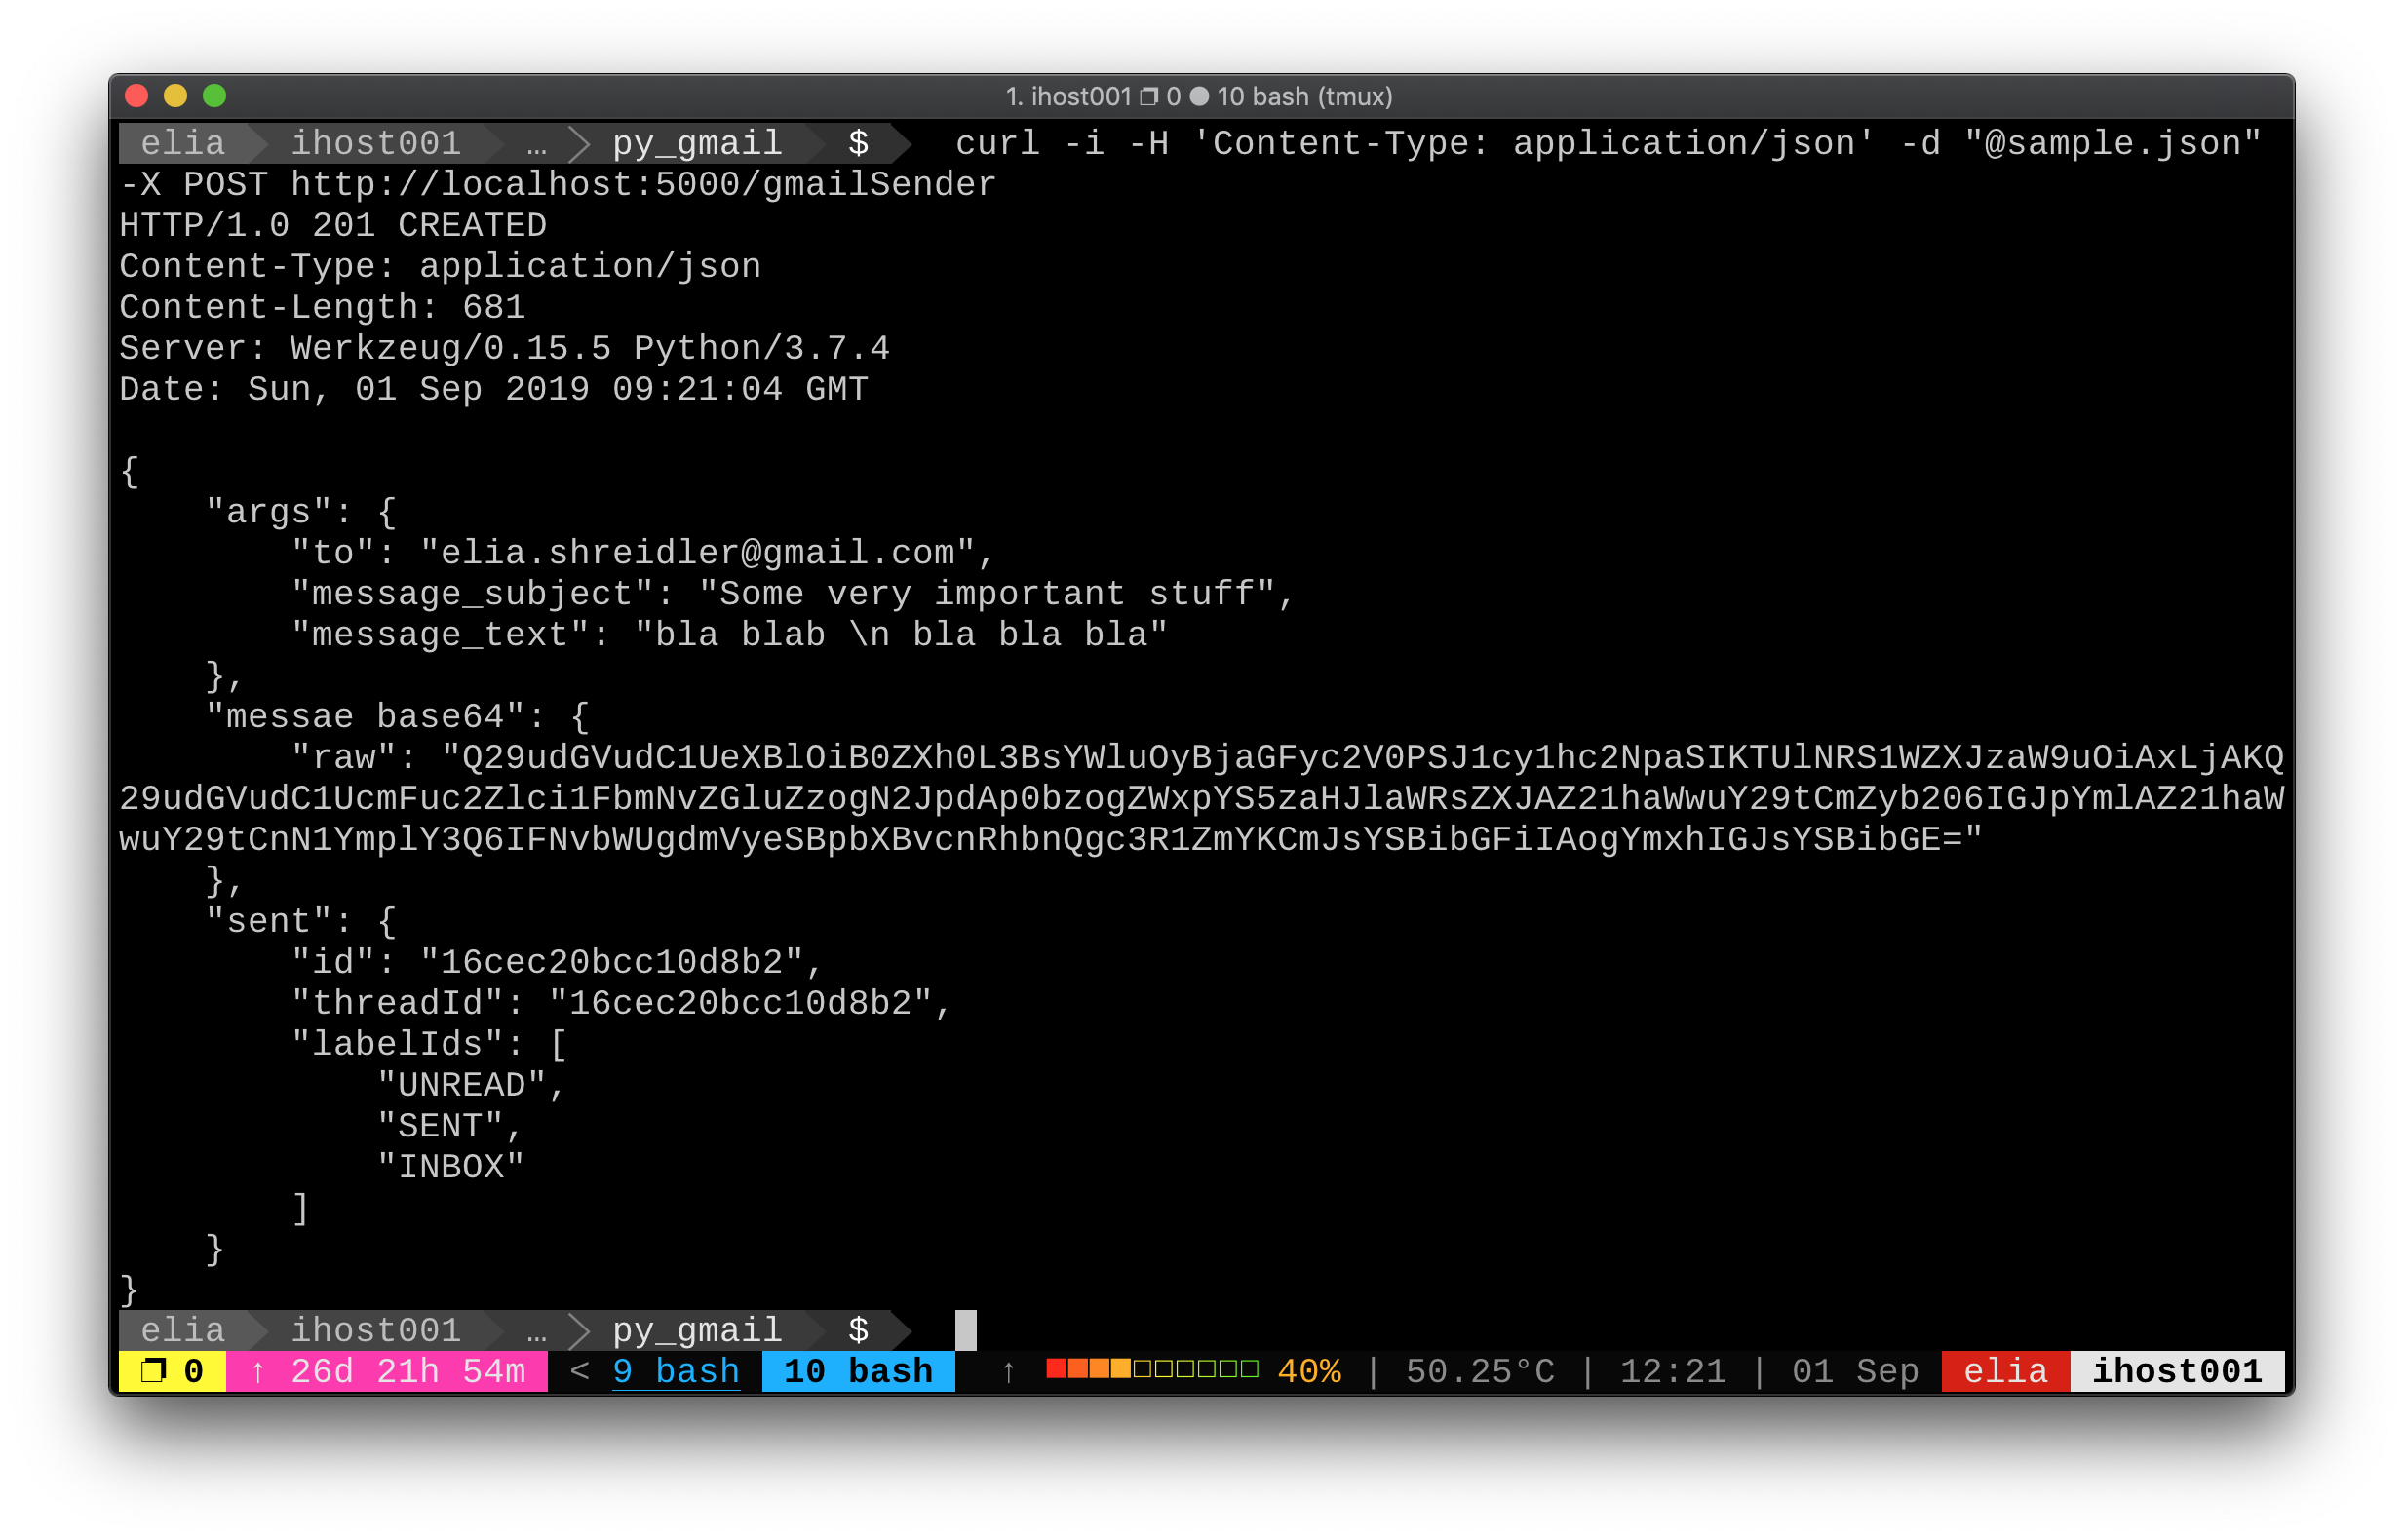 1. ihost001 ❐ 0 ● 10 bash (tmux)
elia ihost001 … py_gmail $ curl -i -H 'Content-Type: application/json' -d "@sample.json"
-X POST http://localhost:5000/gmailSender
HTTP/1.0 201 CREATED
Content-Type: application/json
Content-Length: 681
Server: Werkzeug/0.15.5 Python/3.7.4
Date: Sun, 01 Sep 2019 09:21:04 GMT

{
    "args": {
        "to": "elia.shreidler@gmail.com",
        "message_subject": "Some very important stuff",
        "message_text": "bla blab \n bla bla bla"
    },
    "messae base64": {
        "raw": "Q29udGVudC1UeXBlOiB0ZXh0L3BsYWluOyBjaGFyc2V0PSJ1cy1hc2NpaSIKTUlNRS1WZXJzaW9uOiAxLjAKQ
29udGVudC1UcmFuc2Zlci1FbmNvZGluZzogN2JpdAp0bzogZWxpYS5zaHJlaWRsZXJAZ21haWwuY29tCmZyb206IGJpYmlAZ21haW
wuY29tCnN1YmplY3Q6IFNvbWUgdmVyeSBpbXBvcnRhbnQgc3R1ZmYKCmJsYSBibGFiIAogYmxhIGJsYSBibGE="
    },
    "sent": {
        "id": "16cec20bcc10d8b2",
        "threadId": "16cec20bcc10d8b2",
        "labelIds": [
            "UNREAD",
            "SENT",
            "INBOX"
        ]
    }
}
elia ihost001 … py_gmail $
❐ 0 ↑ 26d 21h 54m < 9 bash 10 bash ↑ ■■■■□□□□□□ 40% | 50.25°C | 12:21 | 01 Sep elia ihost001